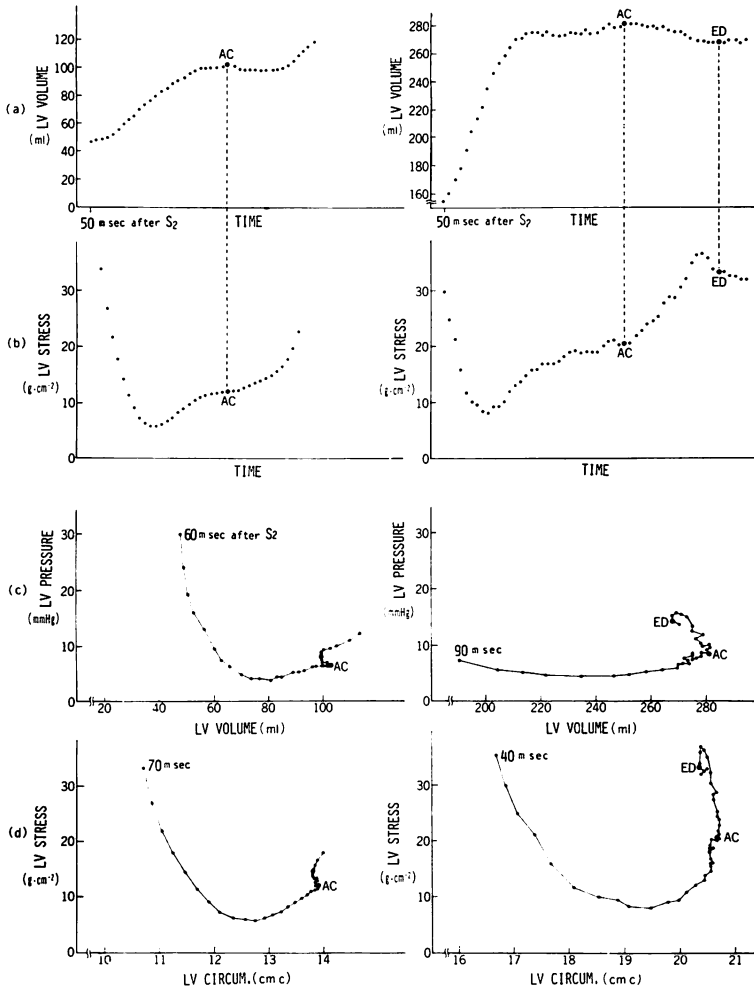 (a)
LV VOLUME
(ml)
120
100
80
60
40
20
0
AC
50 msec after S2
TIME
LV VOLUME
(ml)
280
260
240
220
200
180
160
AC
ED
50 msec after S2
TIME
(b)
LV STRESS
(g·cm-2)
30
20
10
0
AC
TIME
LV STRESS
(g·cm-2)
30
20
10
0
AC
ED
TIME
(c)
LV PRESSURE
(mmHg)
30
20
10
0
60 msec after S2
AC
20 40 60 80 100
LV VOLUME (ml)
LV PRESSURE
(mmHg)
30
20
10
0
90 msec
ED
AC
200 220 240 260 280
LV VOLUME (ml)
(d)
LV STRESS
(g·cm-2)
30
20
10
0
70 msec
AC
10 11 12 13 14
LV CIRCUM. (cm c)
LV STRESS
(g·cm-2)
30
20
10
0
40 msec
ED
AC
16 17 18 19 20 21
LV CIRCUM. (cm c)